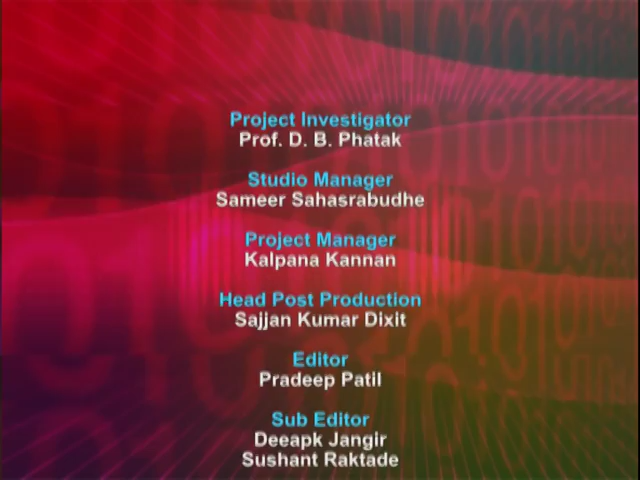 Project Investigator
Prof. D. B. Phatak
Studio Manager
Sameer Sahasrabudhe
Project Manager
Kalpana Kannan
Head Post Production
Sajjan Kumar Dixit
Editor
Pradeep Patil
Sub Editor
Deeapk Jangir
Sushant Raktade